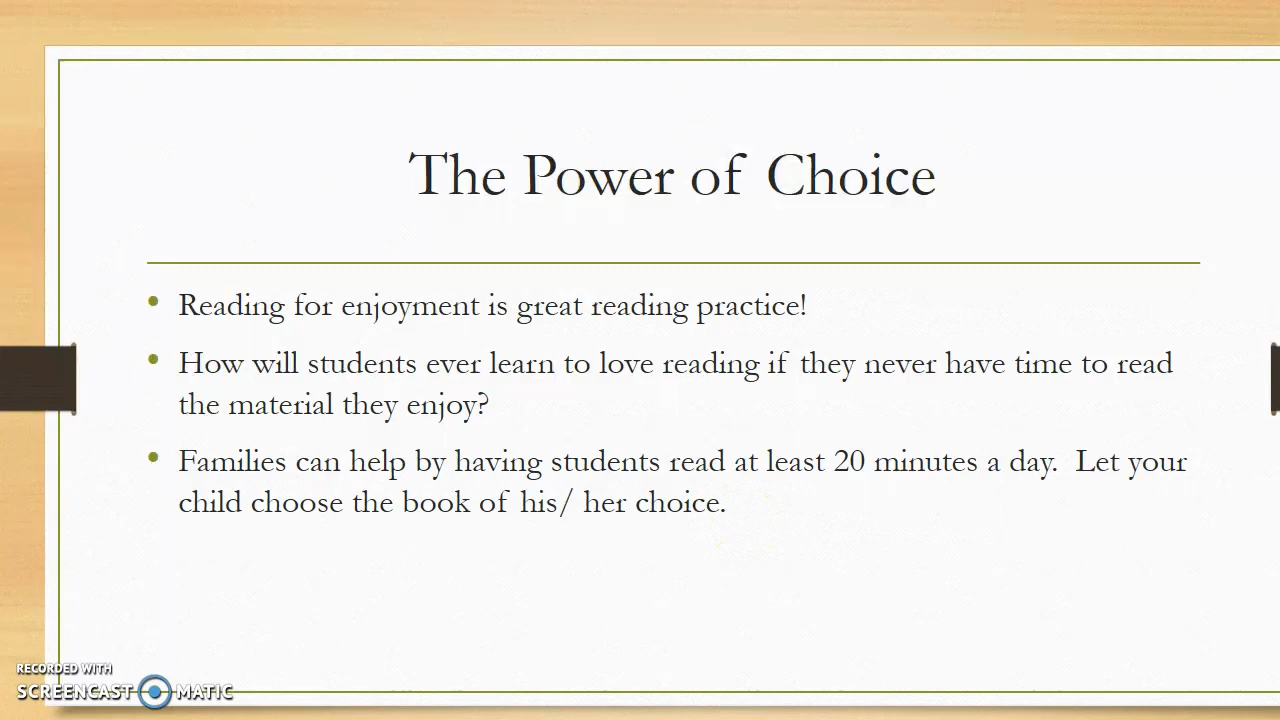 The Power of Choice
• Reading for enjoyment is great reading practice!
• How will students ever learn to love reading if they never have time to read
the material they enjoy?
• Families can help by having students read at least 20 minutes a day.  Let your
child choose the book of his/ her choice.
RECORDED WITH
SCREENCAST MATIC